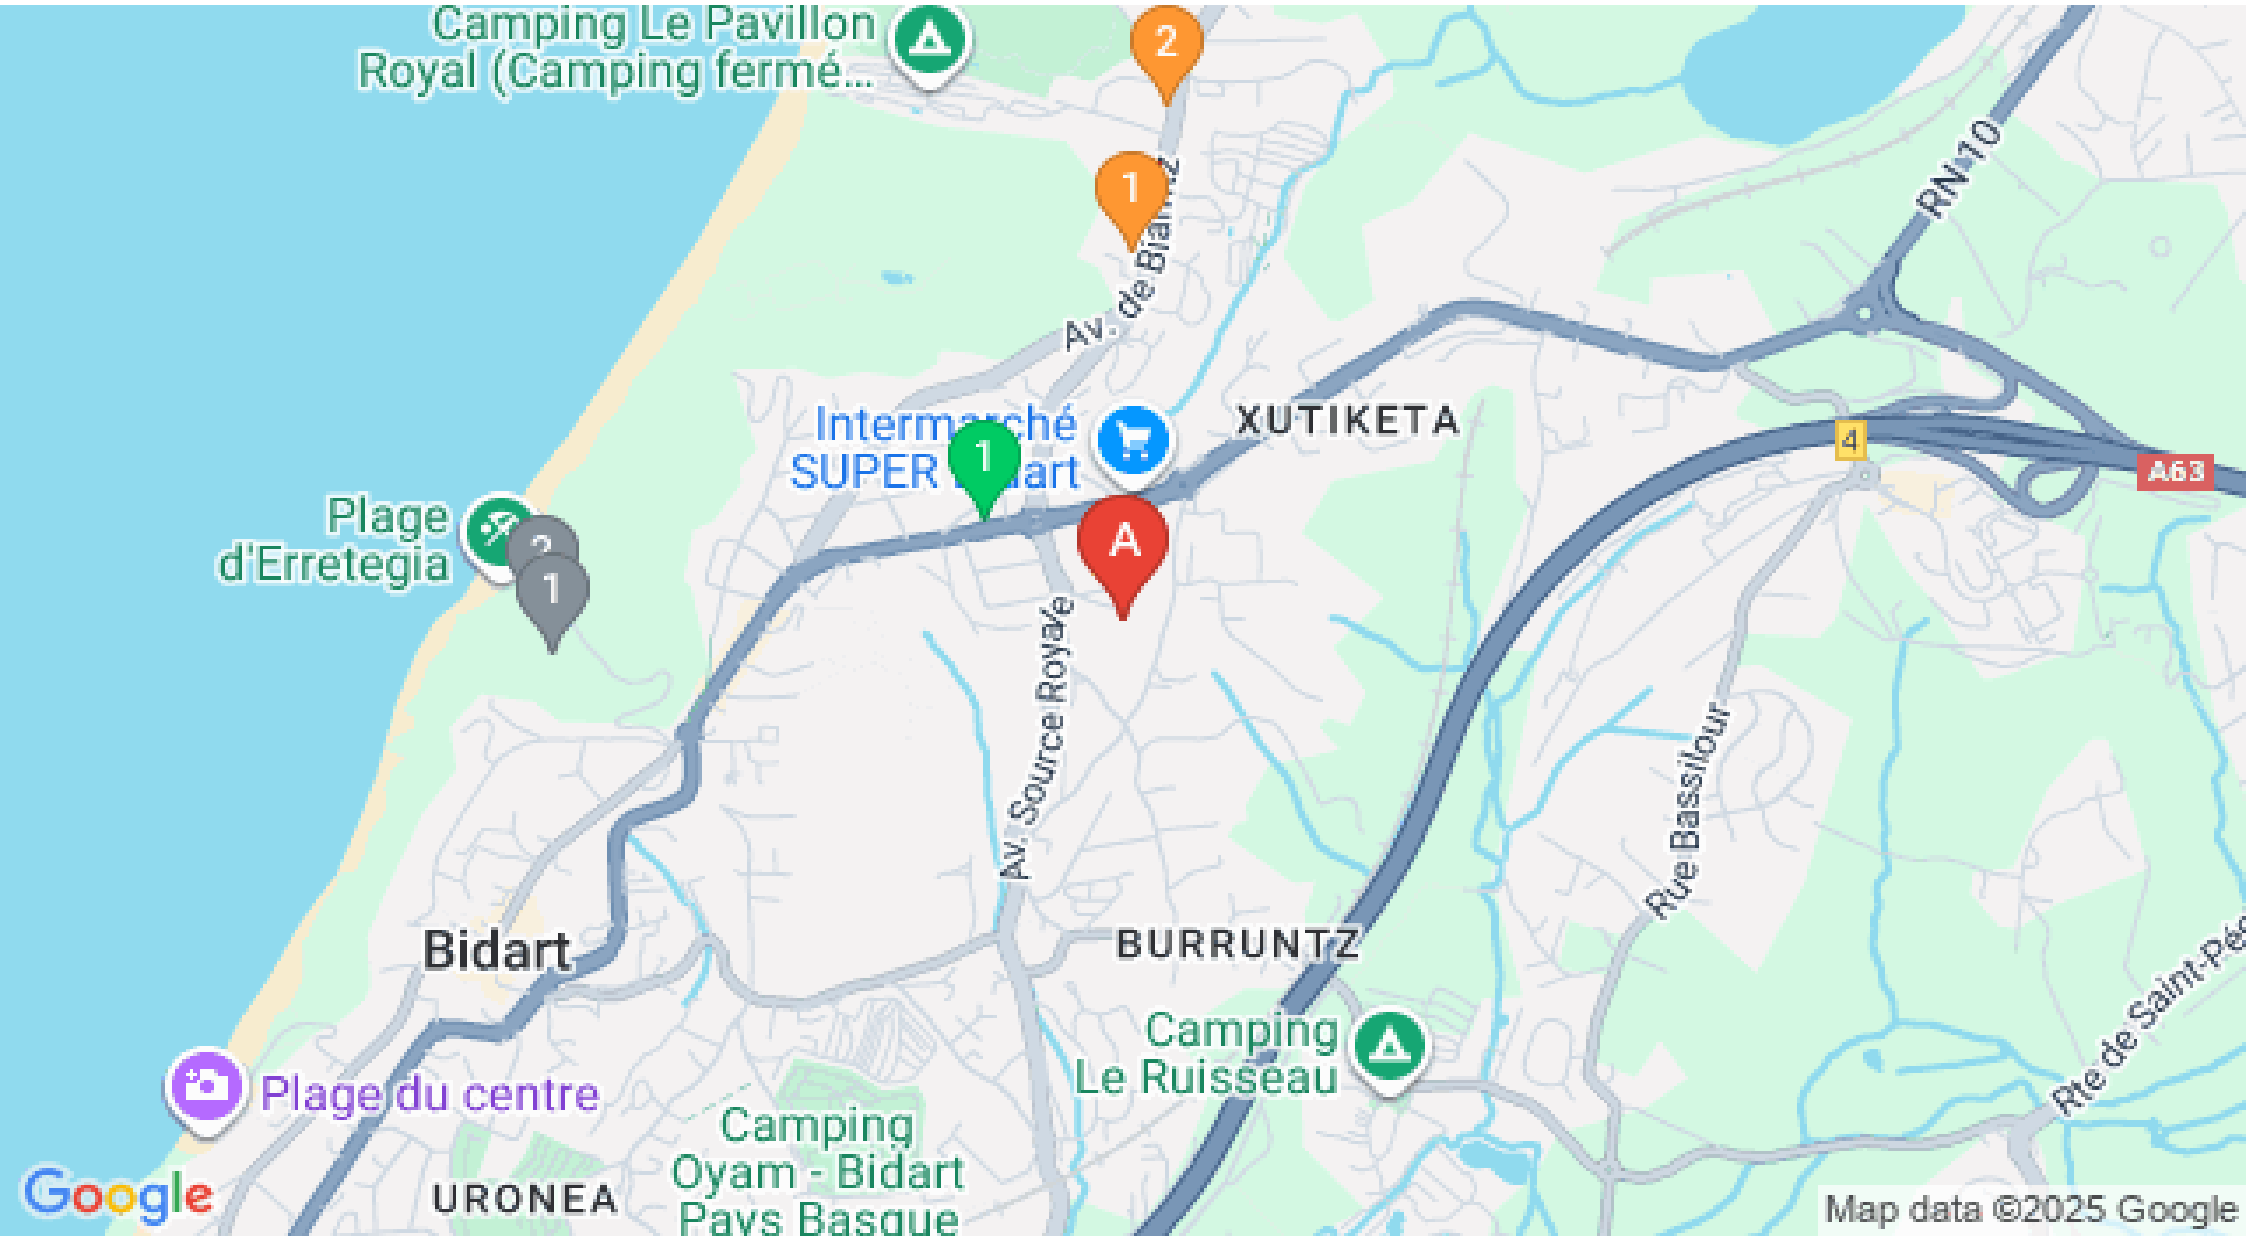 Camping Le Pavillon
Royal (Camping fermé...
2
1
Av. de Biarritz
RN 10
Intermarché
SUPER Bidart
1
XUTIKETA
4
A63
A
Plage
d'Erretegia
2
1
Av. Source Royale
Rue Bassilour
Bidart
BURRUNTZ
Camping
Le Ruisseau
Rte de Saint-Pée
Plage du centre
Camping
Oyam - Bidart
Pays Basque
URONEA
Google
Map data ©2025 Google